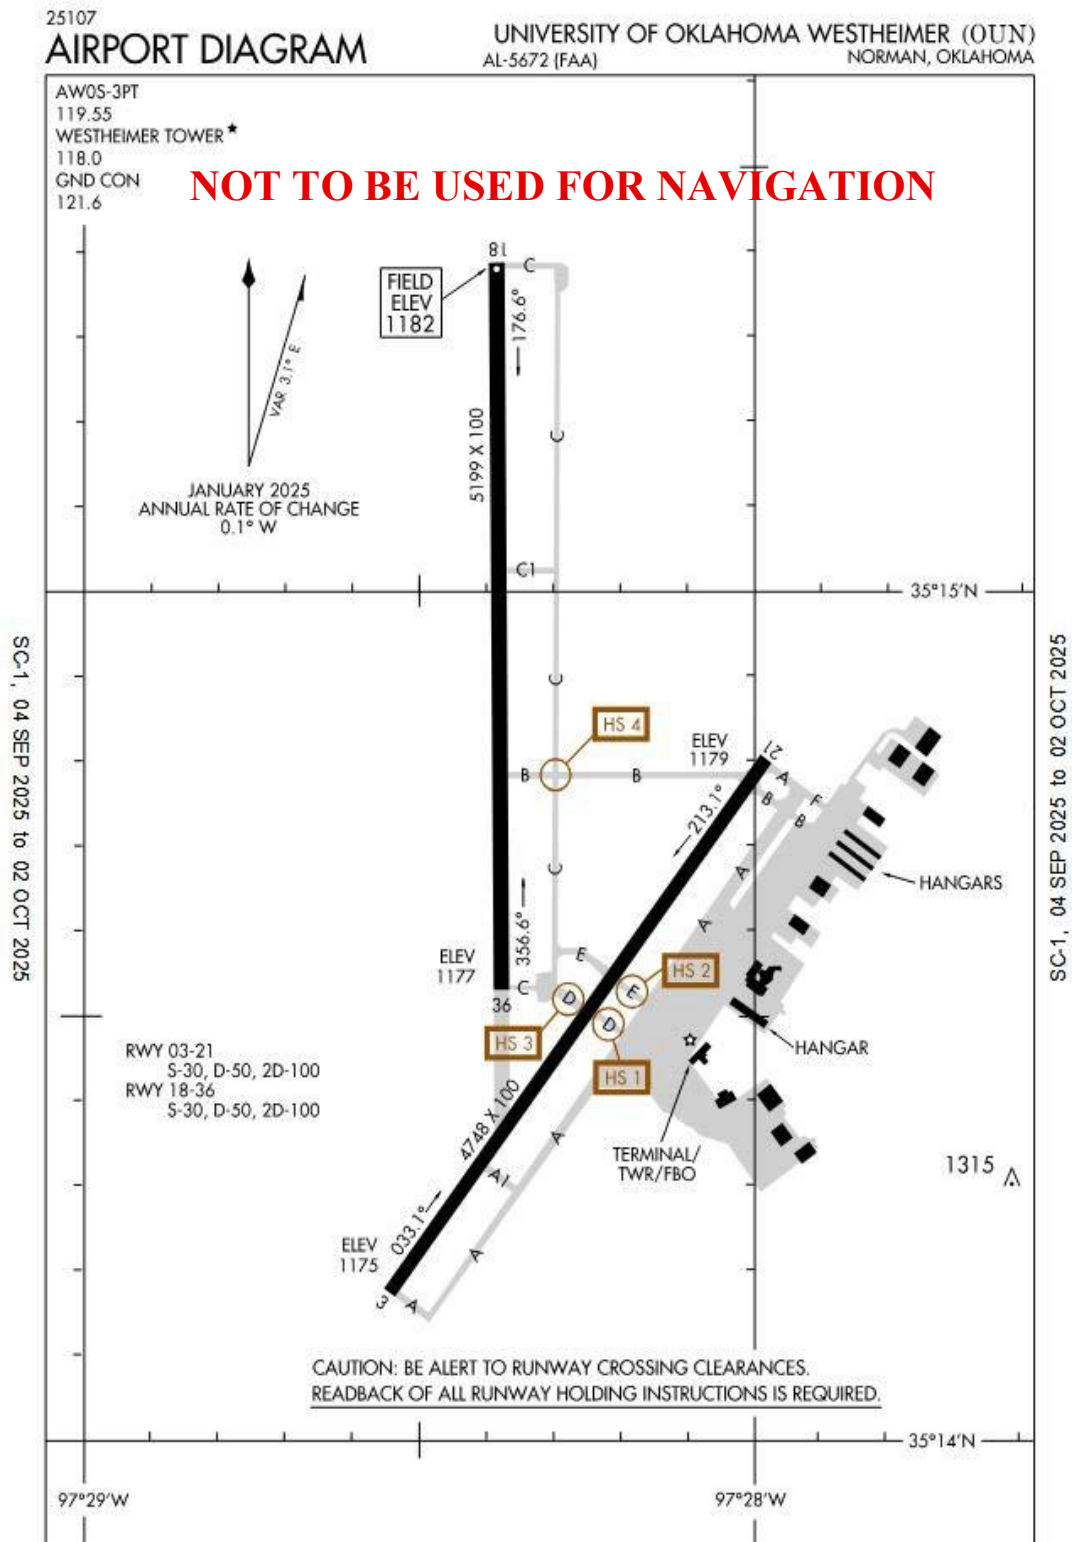 25107
AIRPORT DIAGRAM
UNIVERSITY OF OKLAHOMA WESTHEIMER (OUN)
AL-5672 (FAA)
NORMAN, OKLAHOMA
AW0S-3PT
119.55
WESTHEIMER TOWER★
118.0
GND CON
121.6
NOT TO BE USED FOR NAVIGATION
18
C
FIELD
ELEV
1182
176.6°
VAR 3.1° E
5199 X 100
C
JANUARY 2025
ANNUAL RATE OF CHANGE
0.1° W
C1
35°15'N
SC-1, 04 SEP 2025 to 02 OCT 2025
SC-1, 04 SEP 2025 to 02 OCT 2025
C
HS 4
ELEV
1179
21
B
B
A
F
B
B
213.1°
A
C
HANGARS
A
356.6°
E
ELEV
1177
HS 2
C
D
E
36
D
HS 3
HANGAR
HS 1
RWY 03-21
S-30, D-50, 2D-100
RWY 18-36
S-30, D-50, 2D-100
4748 X 100
A
TERMINAL/
TWR/FBO
1315
A1
033.1°
ELEV
1175
A
3
A
CAUTION: BE ALERT TO RUNWAY CROSSING CLEARANCES.
READBACK OF ALL RUNWAY HOLDING INSTRUCTIONS IS REQUIRED.
35°14'N
97°29'W
97°28'W